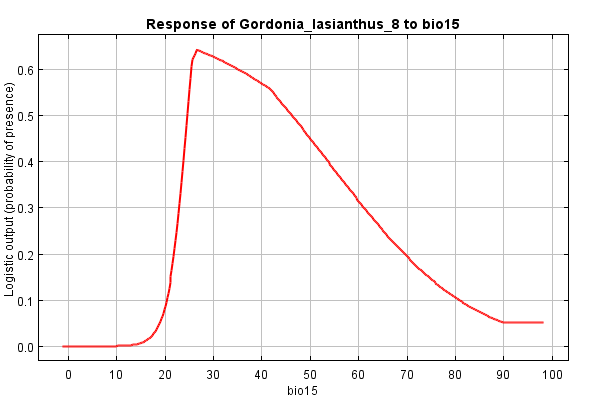 Response of Gordonia_lasianthus_8 to bio15
Logistic output (probability of presence)
0.6
0.5
0.4
0.3
0.2
0.1
0.0
0 10 20 30 40 50 60 70 80 90 100
bio15